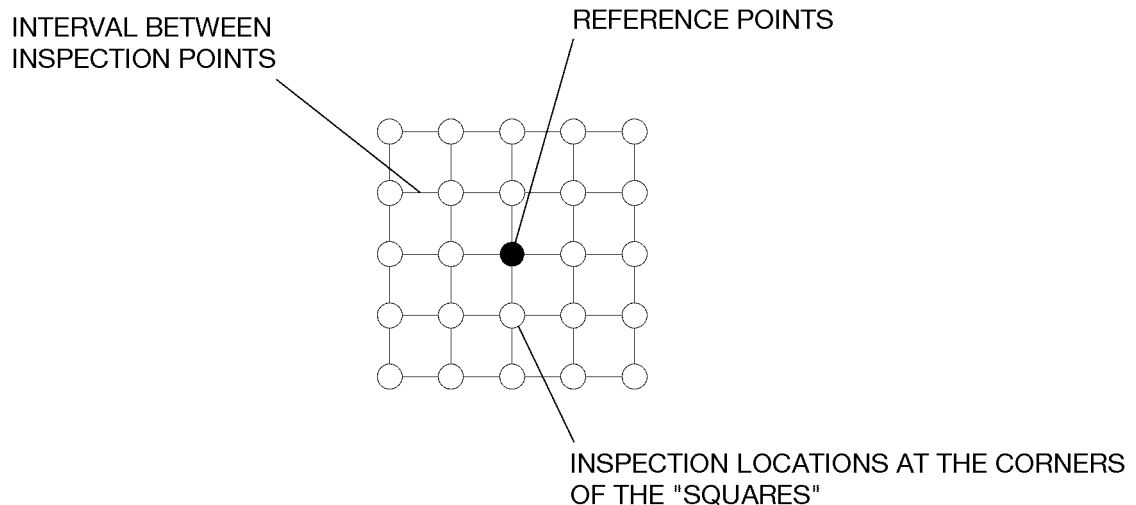 INTERVAL BETWEEN
INSPECTION POINTS
REFERENCE POINTS
INSPECTION LOCATIONS AT THE CORNERS
OF THE "SQUARES"